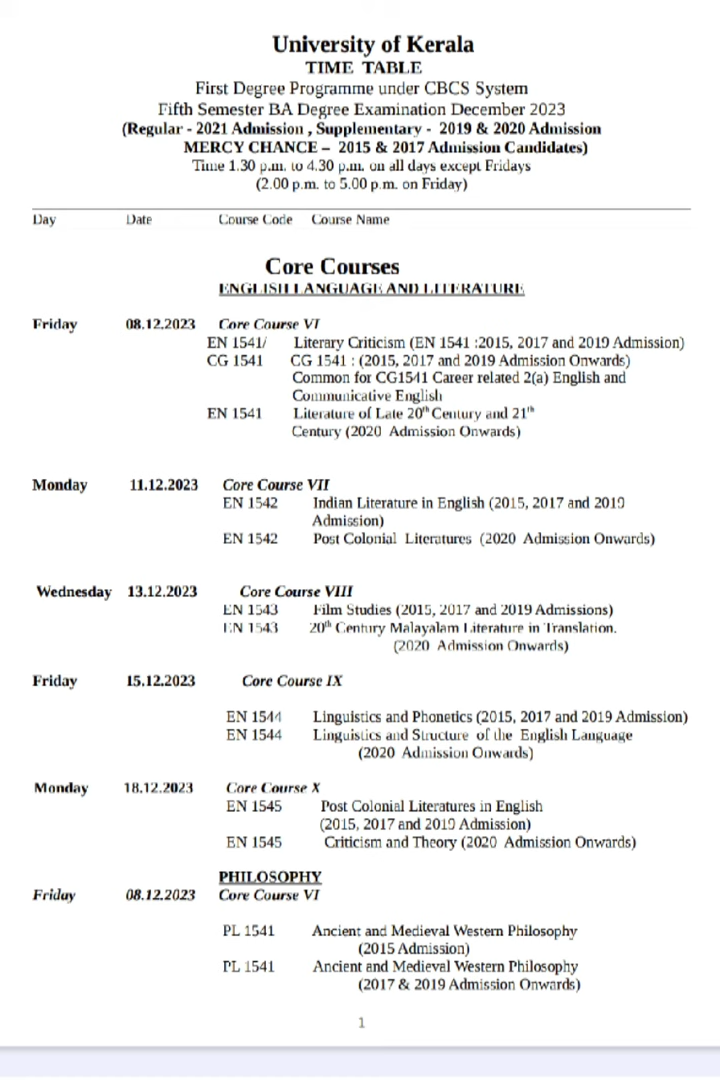 University of Kerala
TIME TABLE
First Degree Programme under CBCS System
Fifth Semester BA Degree Examination December 2023
(Regular - 2021 Admission , Supplementary - 2019 & 2020 Admission
MERCY CHANCE – 2015 & 2017 Admission Candidates)
Time 1.30 p.m. to 4.30 p.m. on all days except Fridays
(2.00 p.m. to 5.00 p.m. on Friday)
Day Date Course Code Course Name
Core Courses
ENGLISH LANGUAGE AND LITERATURE
Friday 08.12.2023 Core Course VI
EN 1541/ Literary Criticism (EN 1541 :2015, 2017 and 2019 Admission)
CG 1541 CG 1541 : (2015, 2017 and 2019 Admission Onwards)
Common for CG1541 Career related 2(a) English and
Communicative English
EN 1541 Literature of Late 20th Century and 21th
Century (2020 Admission Onwards)
Monday 11.12.2023 Core Course VII
EN 1542 Indian Literature in English (2015, 2017 and 2019
Admission)
EN 1542 Post Colonial Literatures (2020 Admission Onwards)
Wednesday 13.12.2023 Core Course VIII
EN 1543 Film Studies (2015, 2017 and 2019 Admissions)
EN 1543 20th Century Malayalam Literature in Translation.
(2020 Admission Onwards)
Friday 15.12.2023 Core Course IX
EN 1544 Linguistics and Phonetics (2015, 2017 and 2019 Admission)
EN 1544 Linguistics and Structure of the English Language
(2020 Admission Onwards)
Monday 18.12.2023 Core Course X
EN 1545 Post Colonial Literatures in English
(2015, 2017 and 2019 Admission)
EN 1545 Criticism and Theory (2020 Admission Onwards)
PHILOSOPHY
Friday 08.12.2023 Core Course VI
PL 1541 Ancient and Medieval Western Philosophy
(2015 Admission)
PL 1541 Ancient and Medieval Western Philosophy
(2017 & 2019 Admission Onwards)
1